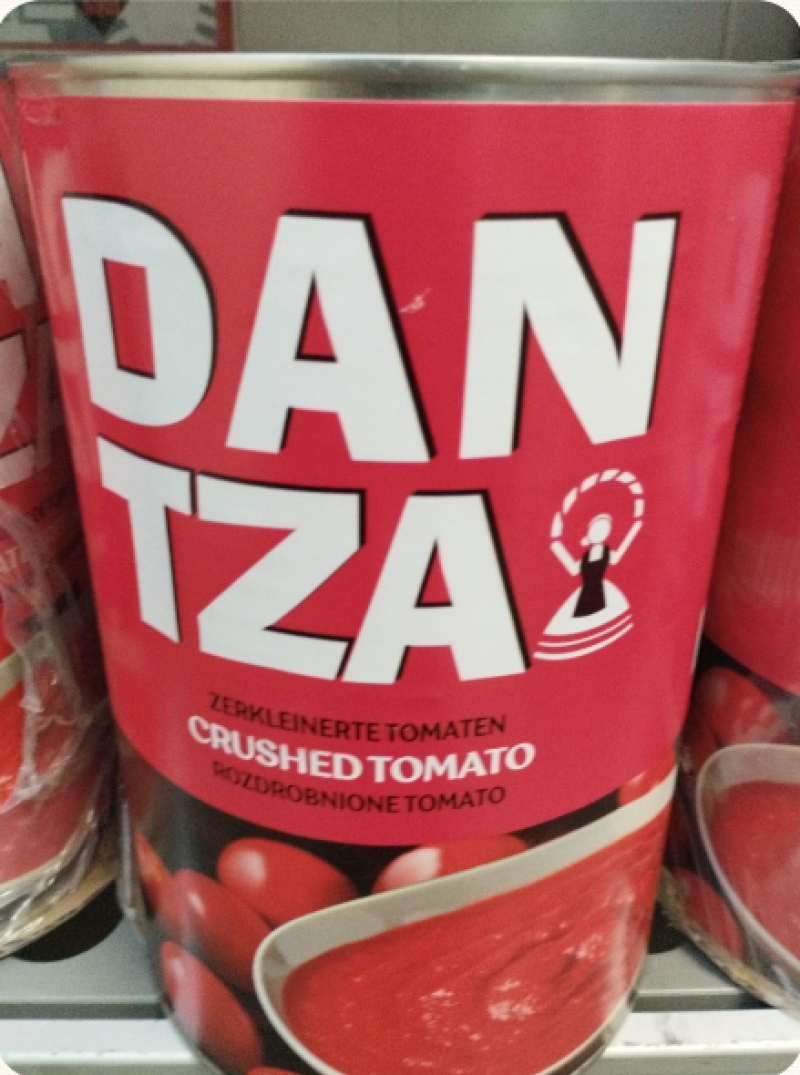 DAN
TZA
ZERKLEINERTE TOMATEN
CRUSHED TOMATO
ROZDROBNIONE TOMATO